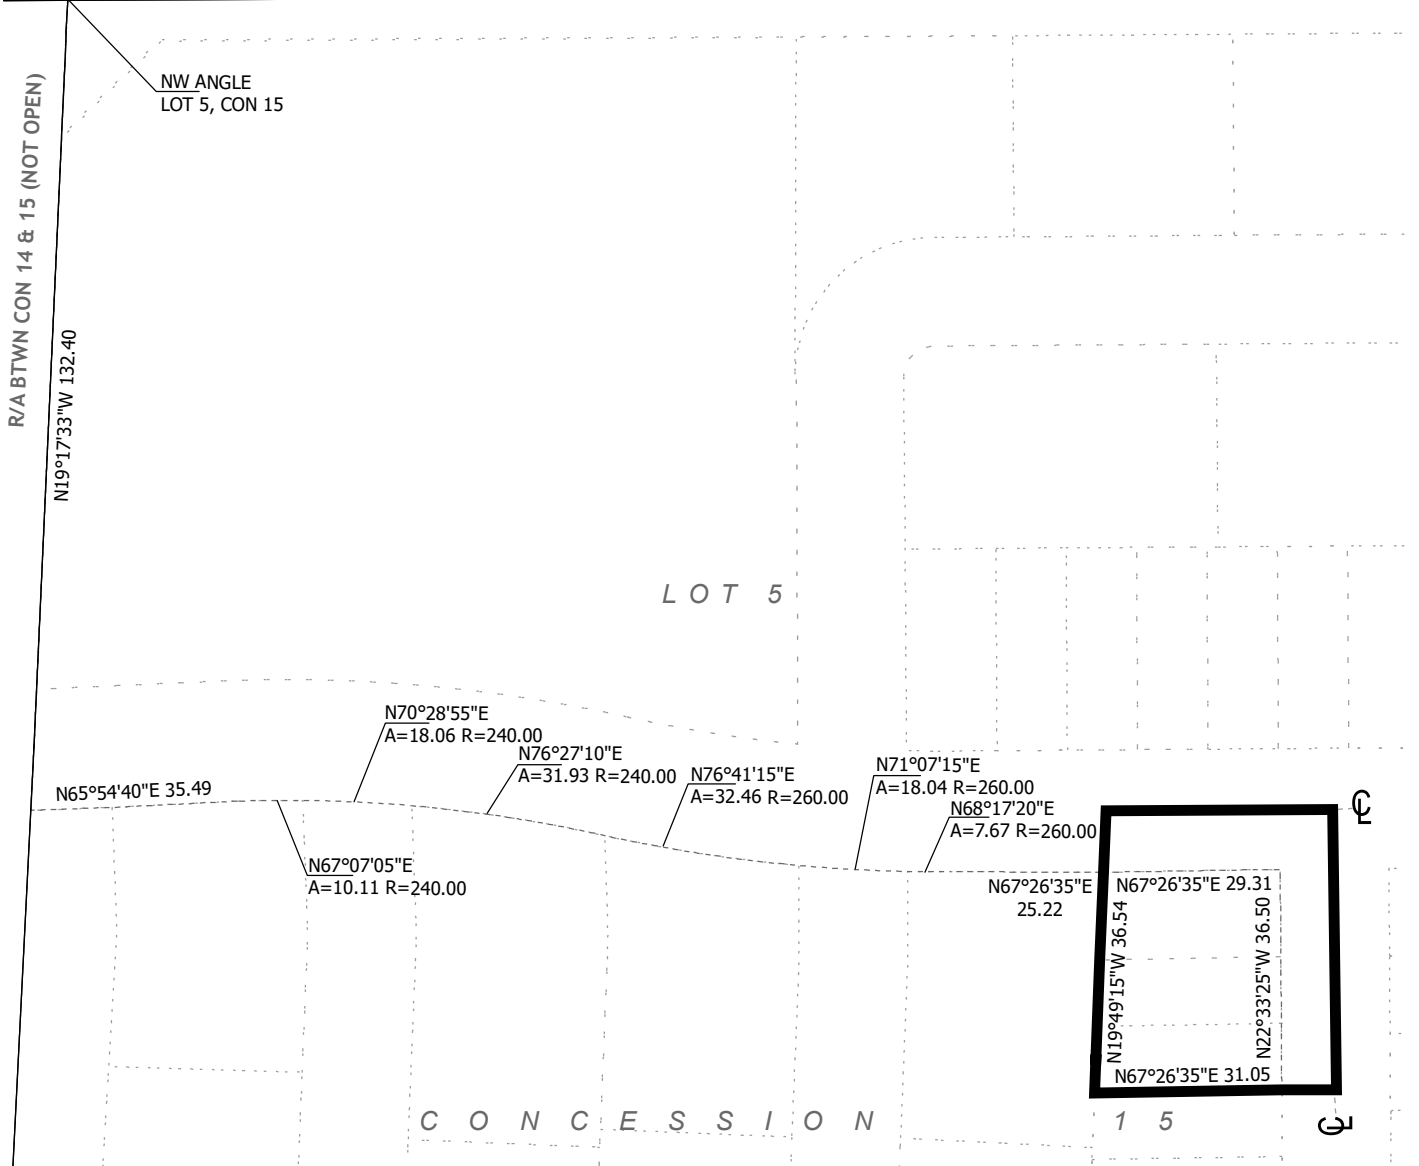 NW ANGLE
LOT 5, CON 15
R/A BTWN CON 14 & 15 (NOT OPEN)
N19°17'33"W 132.40
LOT 5
N70°28'55"E
A=18.06 R=240.00
N76°27'10"E
A=31.93 R=240.00
N76°41'15"E
A=32.46 R=260.00
N71°07'15"E
A=18.04 R=260.00
N68°17'20"E
A=7.67 R=260.00
N65°54'40"E 35.49
N67°07'05"E
A=10.11 R=240.00
N67°26'35"E
25.22
N67°26'35"E 29.31
N19°49'15"W 36.54
N22°33'25"W 36.50
N67°26'35"E 31.05
CONCESSION 15
℄
℄